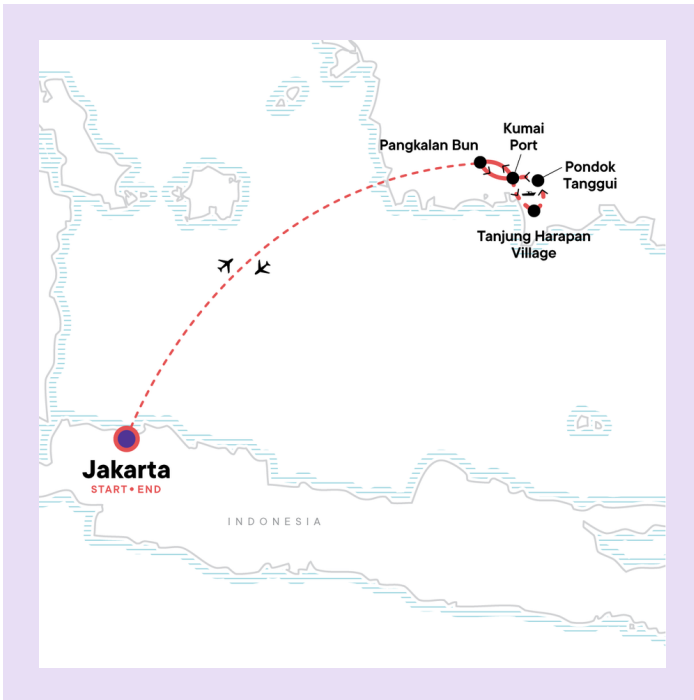 Kumai
Port
Pangkalan Bun
Pondok
Tanggui
Tanjung Harapan
Village
Jakarta
START • END
INDONESIA